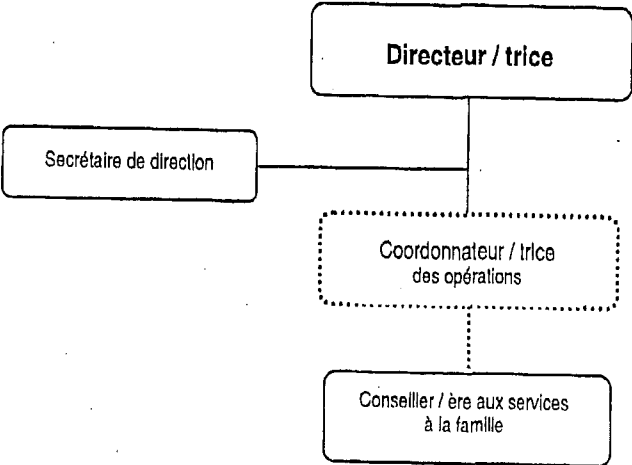 Directeur / trice
Secrétaire de direction
Coordonnateur / trice
des opérations
Conseiller / ère aux services
à la famille